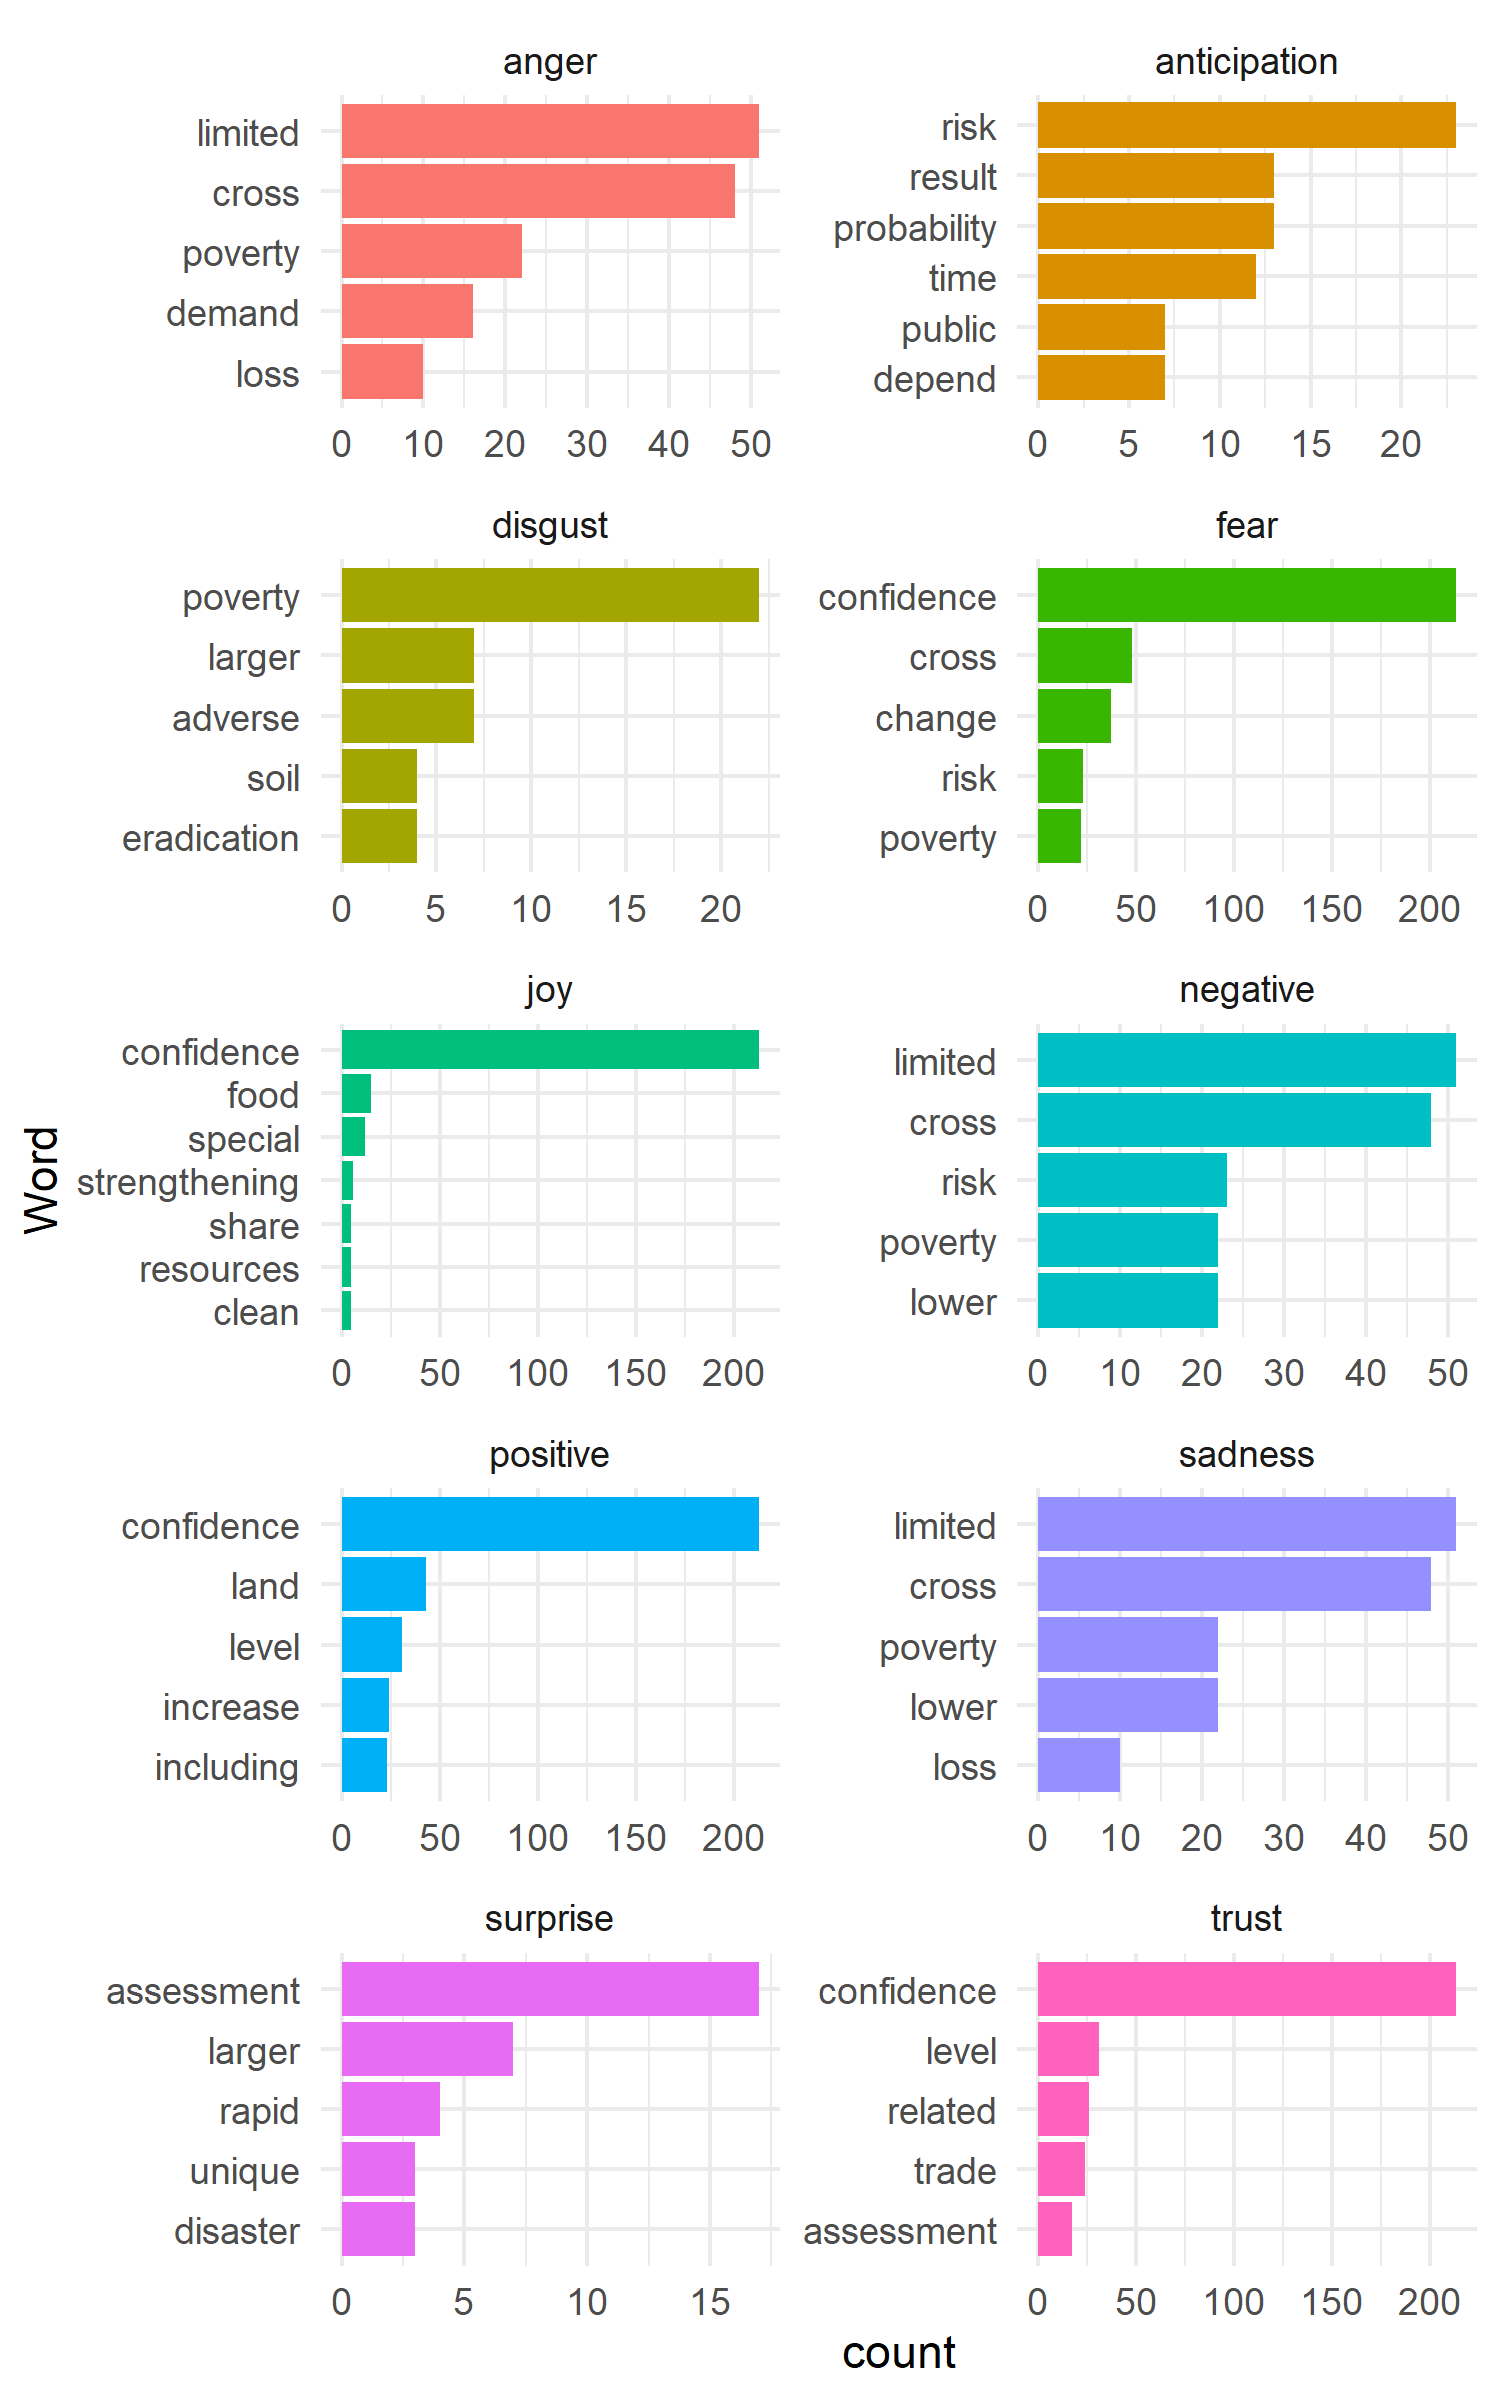 anger
limited
cross
poverty
demand
loss
0 10 20 30 40 50
anticipation
risk
result
probability
time
public
depend
0 5 10 15 20
disgust
poverty
larger
adverse
soil
eradication
0 5 10 15 20
fear
confidence
cross
change
risk
poverty
0 50 100 150 200
joy
confidence
food
special
strengthening
share
resources
clean
0 50 100 150 200
negative
limited
cross
risk
poverty
lower
0 10 20 30 40 50
positive
confidence
land
level
increase
including
0 50 100 150 200
sadness
limited
cross
poverty
lower
loss
0 10 20 30 40 50
surprise
assessment
larger
rapid
unique
disaster
0 5 10 15
trust
confidence
level
related
trade
assessment
0 50 100 150 200
Word
count